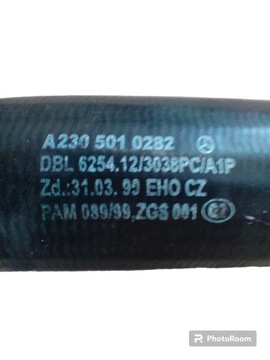 A230 501 0282
DBL 6254.12/3038PC/A1P
Zd.:31.03. 99 EHO CZ
PAM 089/99,ZGS 001
PhotoRoom